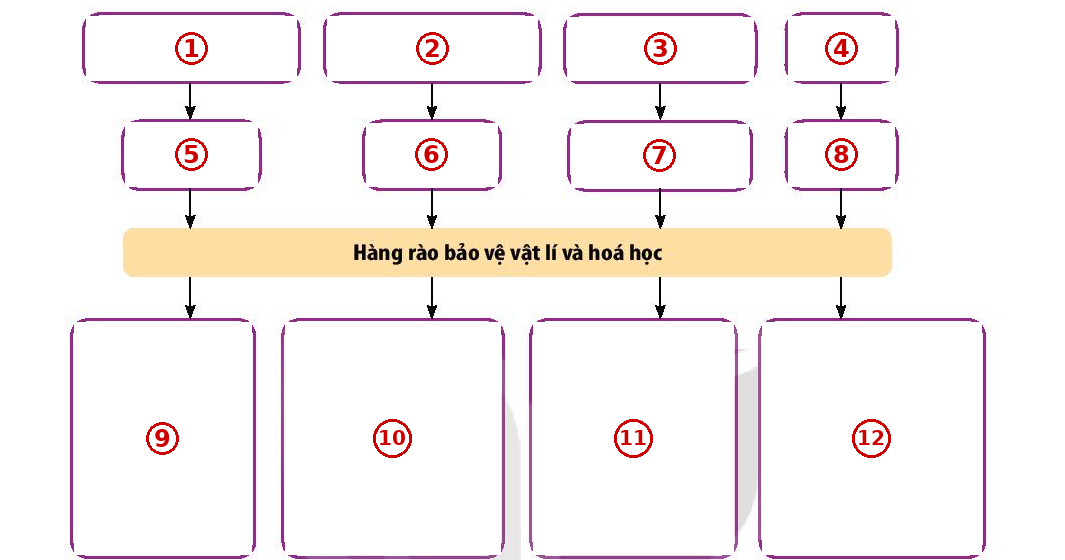 ① ② ③ ④
⑤ ⑥ ⑦ ⑧
Hàng rào bảo vệ vật lí và hoá học
⑨ ⑩ ⑪ ⑫